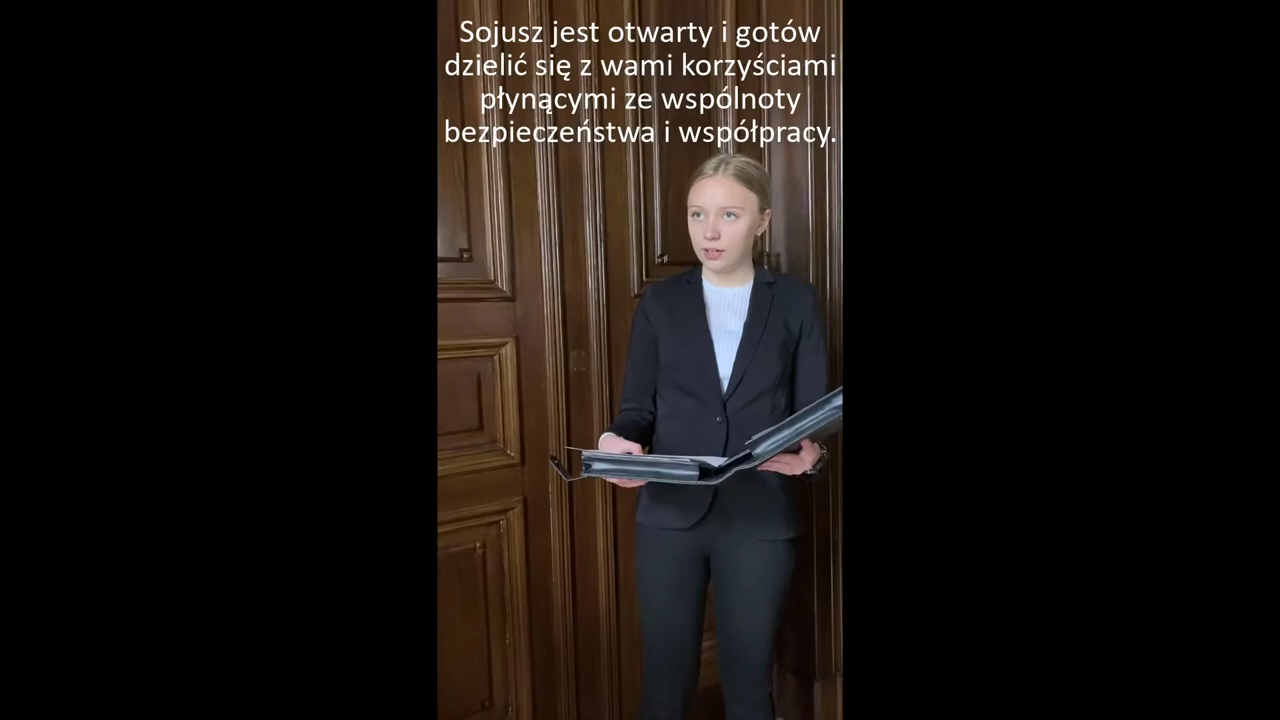 Sojusz jest otwarty i gotów
dzielić się z wami korzyściami
płynącymi ze wspólnoty
bezpieczeństwa i współpracy.